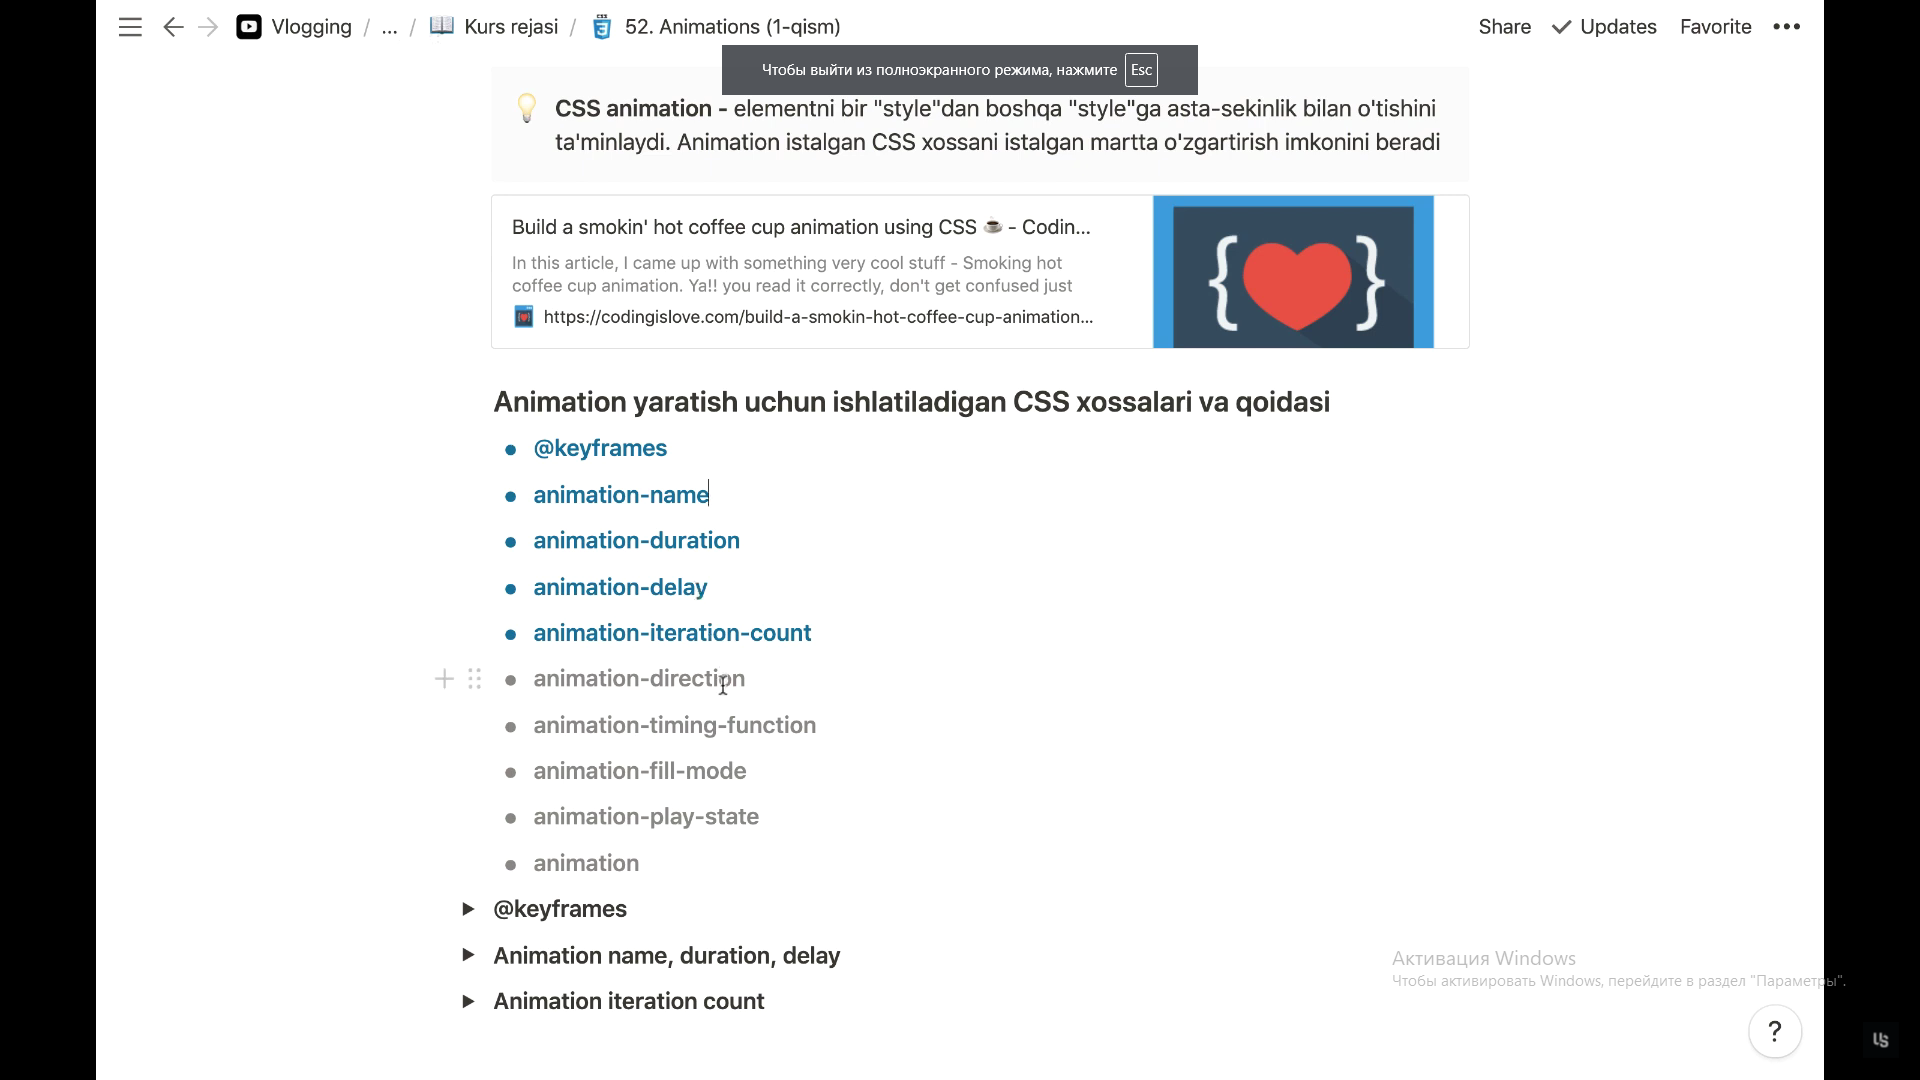 Vlogging / ... / Kurs rejasi / 52. Animations (1-qism)
Share Updates Favorite •••
Чтобы выйти из полноэкранного режима, нажмите Esc
CSS animation - elementni bir "style"dan boshqa "style"ga asta-sekinlik bilan o'tishini
ta'minlaydi. Animation istalgan CSS xossani istalgan martta o'zgartirish imkonini beradi
Build a smokin' hot coffee cup animation using CSS ☕ - Codin...
In this article, I came up with something very cool stuff - Smoking hot
coffee cup animation. Ya!! you read it correctly, don't get confused just
https://codingislove.com/build-a-smokin-hot-coffee-cup-animation...
Animation yaratish uchun ishlatiladigan CSS xossalari va qoidasi
@keyframes
animation-name
animation-duration
animation-delay
animation-iteration-count
animation-direction
animation-timing-function
animation-fill-mode
animation-play-state
animation
@keyframes
Animation name, duration, delay
Animation iteration count
Активация Windows
Чтобы активировать Windows, перейдите в раздел "Параметры".
?